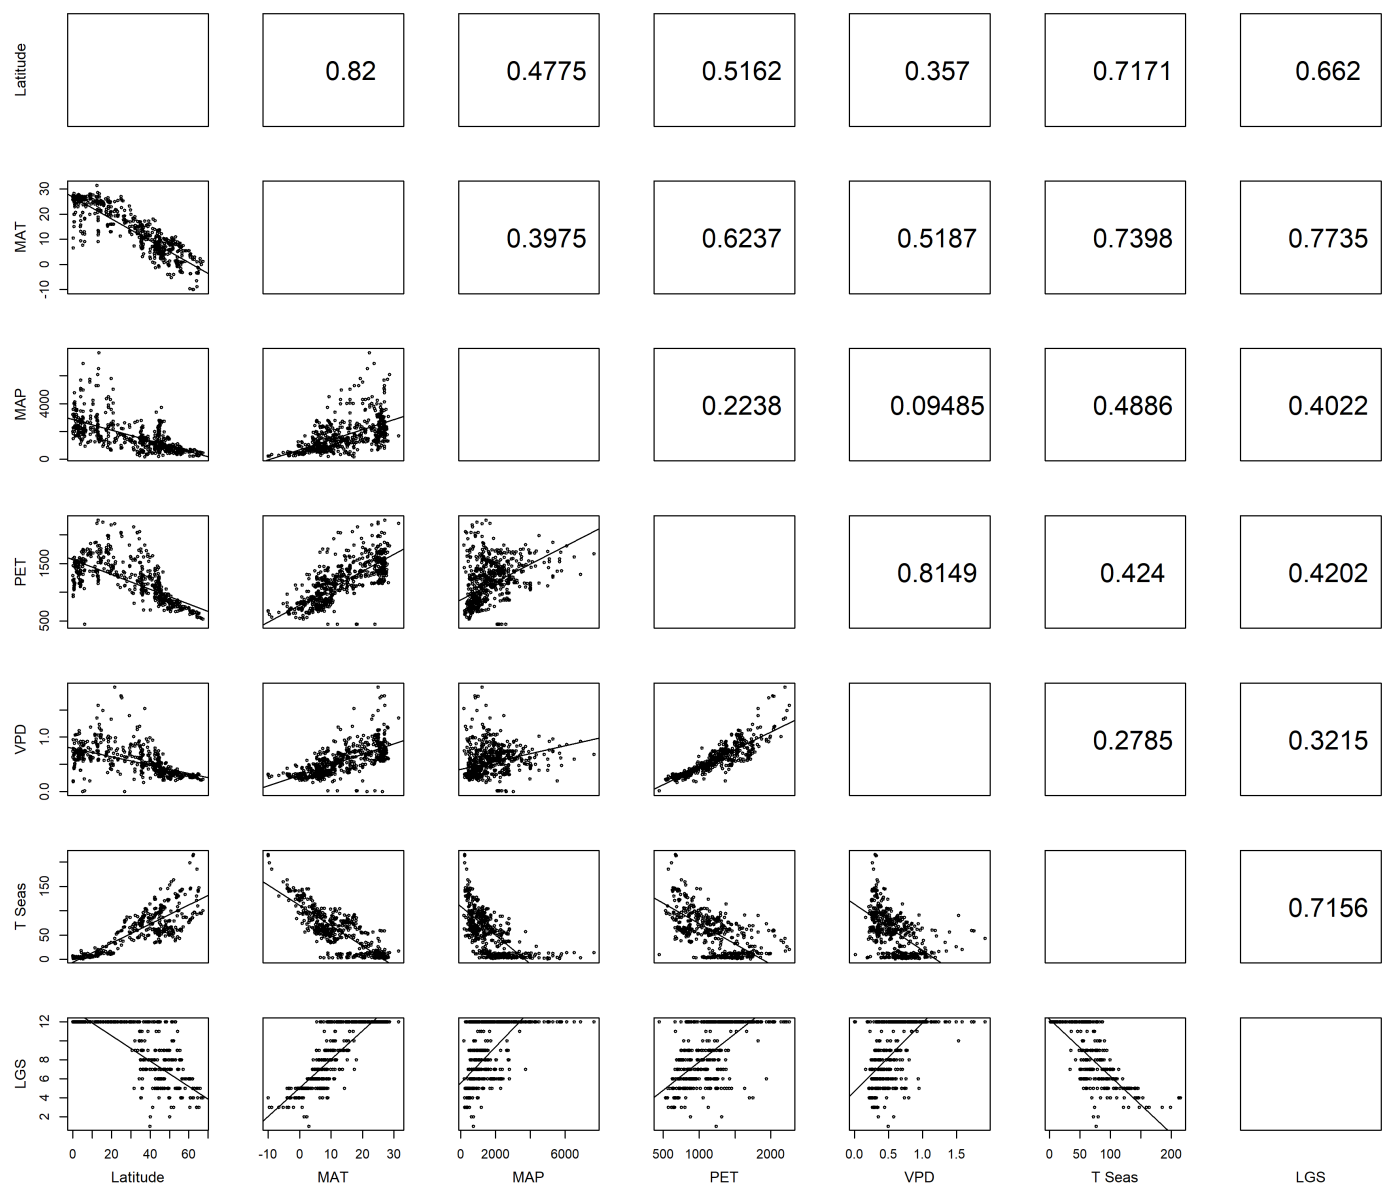 Latitude 0.82 0.4775 0.5162 0.357 0.7171 0.662
MAT 30 20 10 0 -10 0.3975 0.6237 0.5187 0.7398 0.7735
MAP 4000 0 0.2238 0.09485 0.4886 0.4022
PET 1500 500 0.8149 0.424 0.4202
VPD 1.0 0.0 0.2785 0.3215
T Seas 150 50 0 0.7156
LGS 12 10 8 6 4 2
0 20 40 60 -10 0 10 20 30 0 2000 6000 500 1000 2000 0.0 0.5 1.0 1.5 0 50 100 200
Latitude MAT MAP PET VPD T Seas LGS